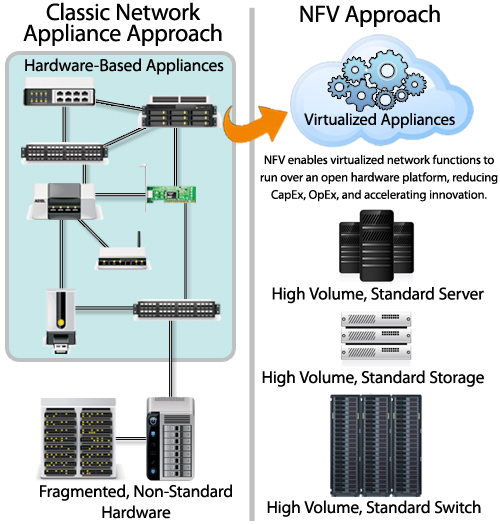 Classic Network
Appliance Approach
Hardware-Based Appliances
Fragmented, Non-Standard
Hardware
NFV Approach
Virtualized Appliances
NFV enables virtualized network functions to
run over an open hardware platform, reducing
CapEx, OpEx, and accelerating innovation.
High Volume, Standard Server
High Volume, Standard Storage
High Volume, Standard Switch